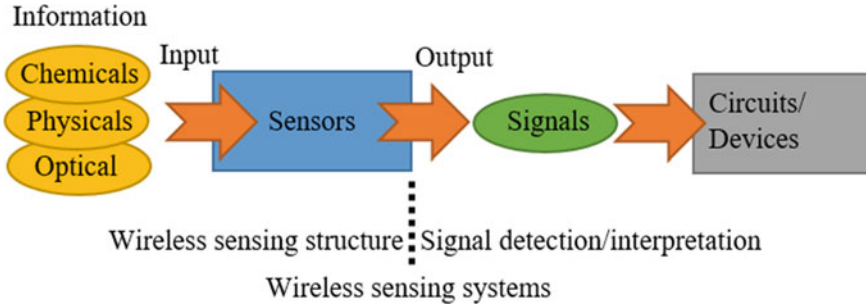 Information
Chemicals
Physicals
Optical
Input
Sensors
Output
Signals
Circuits/
Devices
Wireless sensing structure
Signal detection/interpretation
Wireless sensing systems